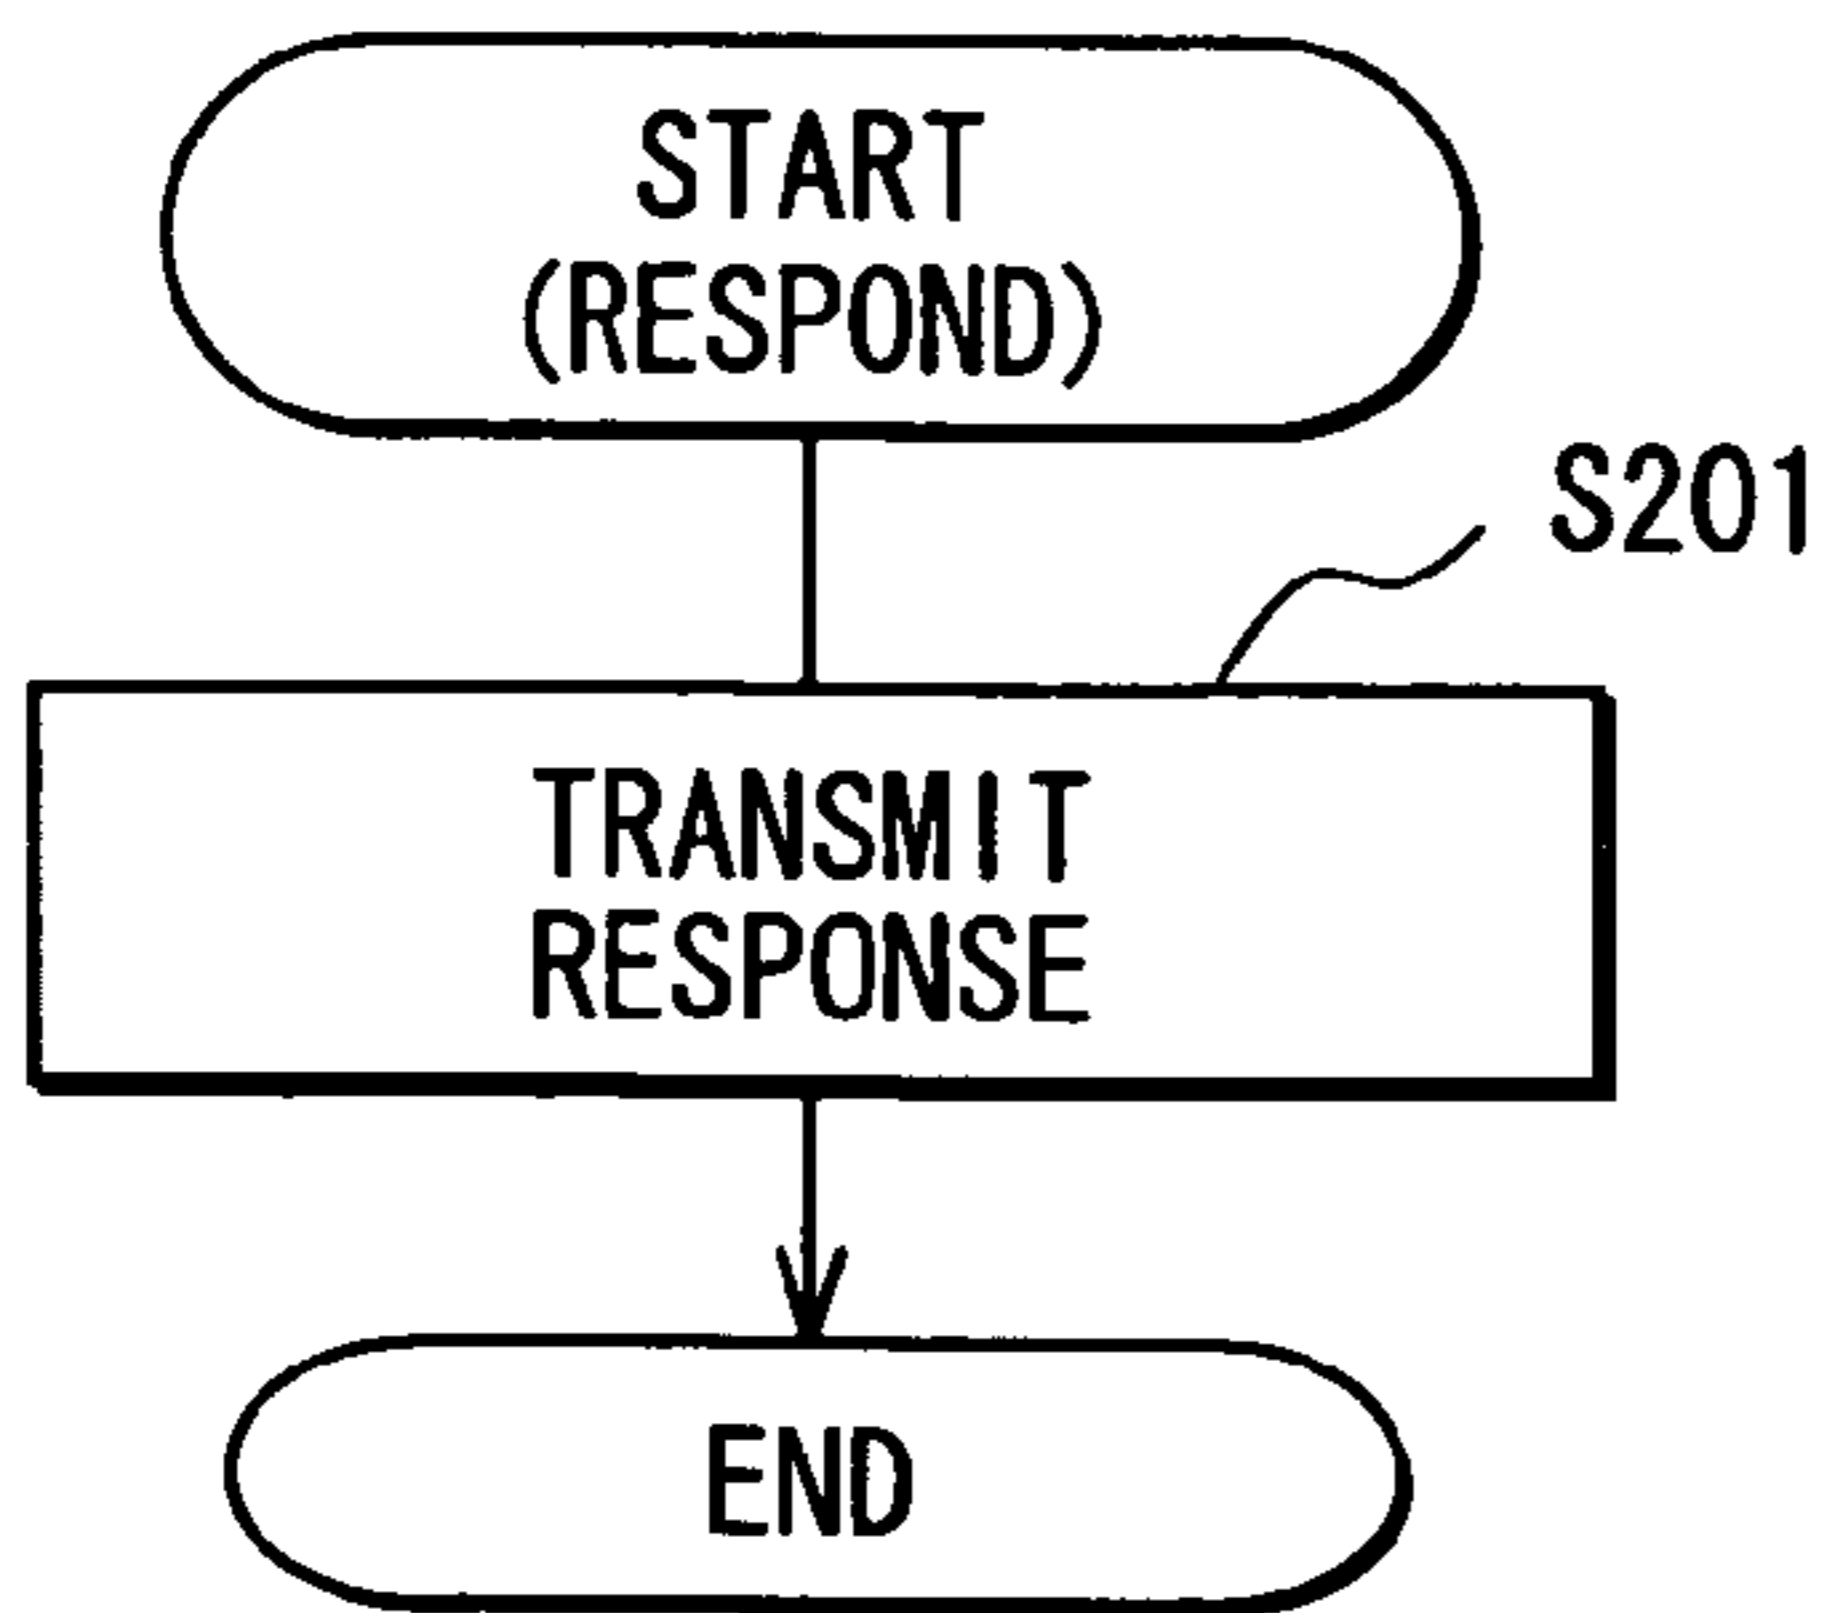 START
(RESPOND)
S201
TRANSMIT
RESPONSE
END